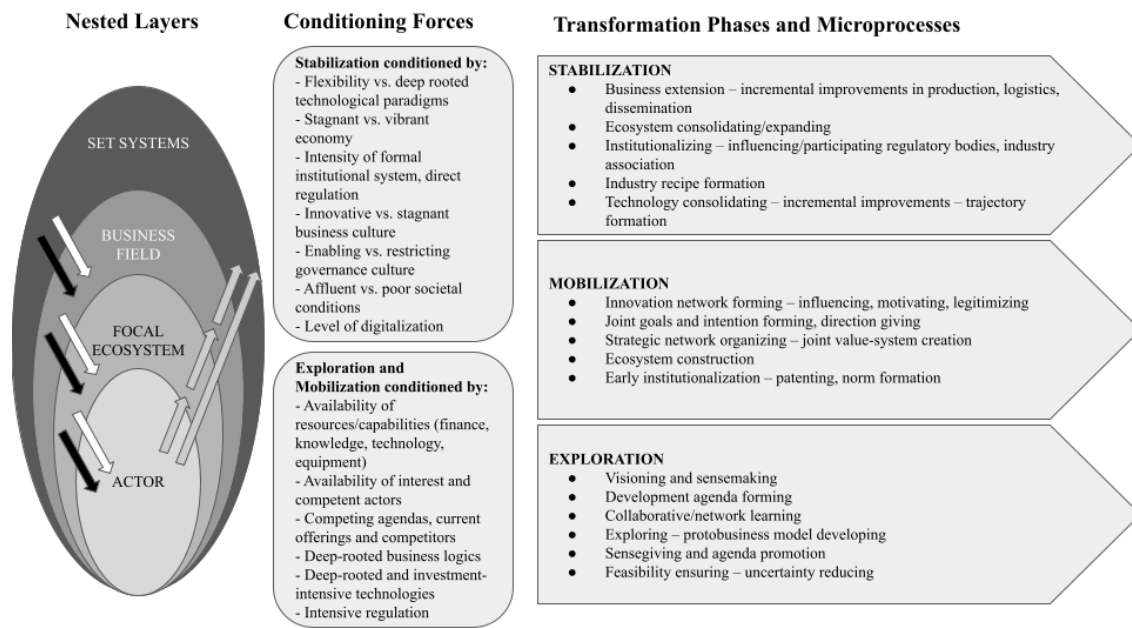 Nested Layers
Conditioning Forces
Transformation Phases and Microprocesses
SET SYSTEMS
BUSINESS
FIELD
FOCAL
ECOSYSTEM
ACTOR
Stabilization conditioned by:
- Flexibility vs. deep rooted
technological paradigms
- Stagnant vs. vibrant
economy
- Intensity of formal
institutional system, direct
regulation
- Innovative vs. stagnant
business culture
- Enabling vs. restricting
governance culture
- Affluent vs. poor societal
conditions
- Level of digitalization
Exploration and
Mobilization conditioned by:
- Availability of
resources/capabilities (finance,
knowledge, technology,
equipment)
- Availability of interest and
competent actors
- Competing agendas, current
offerings and competitors
- Deep-rooted business logics
- Deep-rooted and investment-
intensive technologies
- Intensive regulation
STABILIZATION
● Business extension – incremental improvements in production, logistics,
dissemination
● Ecosystem consolidating/expanding
● Institutionalizing – influencing/participating regulatory bodies, industry
association
● Industry recipe formation
● Technology consolidating – incremental improvements – trajectory
formation
MOBILIZATION
● Innovation network forming – influencing, motivating, legitimizing
● Joint goals and intention forming, direction giving
● Strategic network organizing – joint value-system creation
● Ecosystem construction
● Early institutionalization – patenting, norm formation
EXPLORATION
● Visioning and sensemaking
● Development agenda forming
● Collaborative/network learning
● Exploring – protobusiness model developing
● Sensegiving and agenda promotion
● Feasibility ensuring – uncertainty reducing